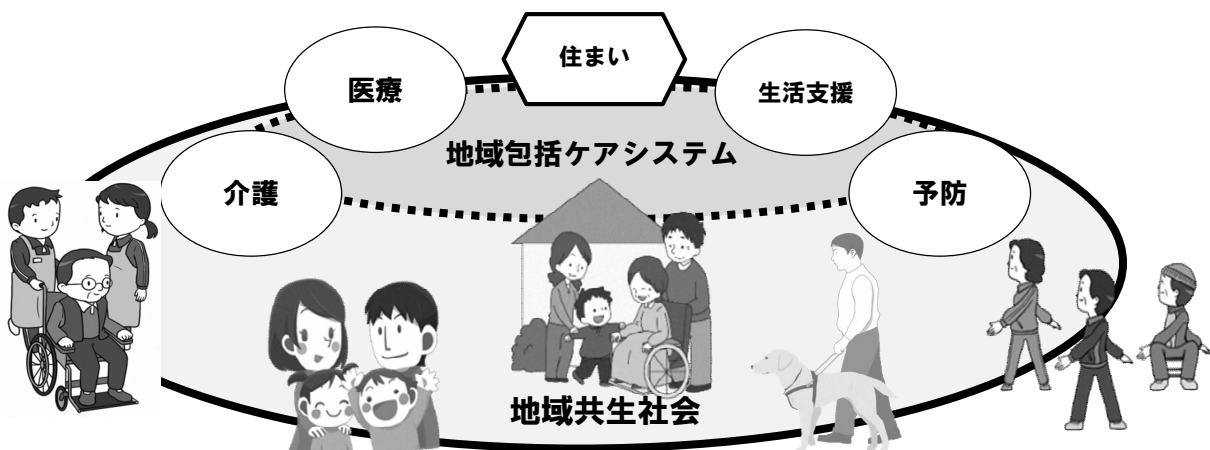 住まい
医療
生活支援
地域包括ケアシステム
介護
予防
地域共生社会